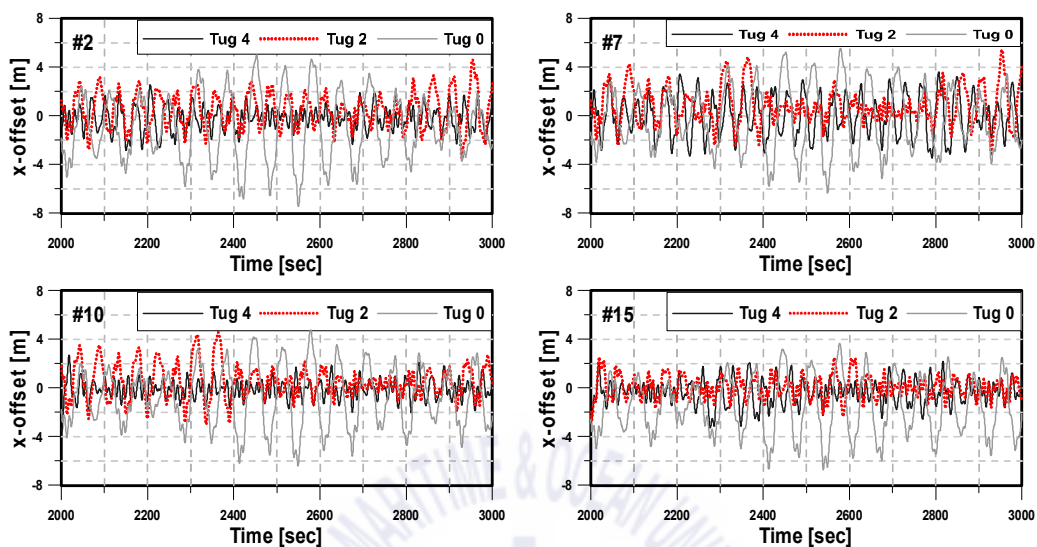 #2 Tug 4 Tug 2 Tug 0
x-offset [m]
8
4
0
-4
-8
2000 2200 2400 2600 2800 3000
Time [sec]
#7 Tug 4 Tug 2 Tug 0
x-offset [m]
8
4
0
-4
-8
2000 2200 2400 2600 2800 3000
Time [sec]
#10 Tug 4 Tug 2 Tug 0
x-offset [m]
8
4
0
-4
-8
2000 2200 2400 2600 2800 3000
Time [sec]
#15 Tug 4 Tug 2 Tug 0
x-offset [m]
8
4
0
-4
-8
2000 2200 2400 2600 2800 3000
Time [sec]
MARITIME & OCEAN UNI